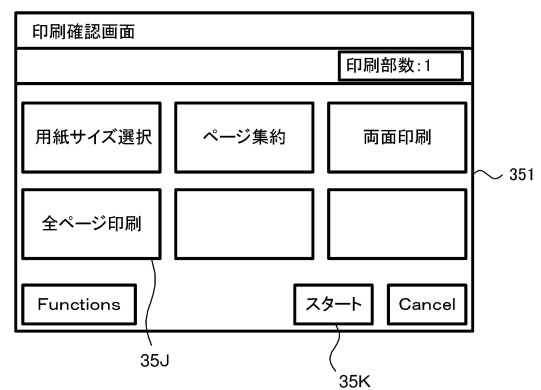 印刷確認画面
印刷部数:1
用紙サイズ選択
ページ集約
両面印刷
351
全ページ印刷
Functions
スタート
Cancel
35J
35K